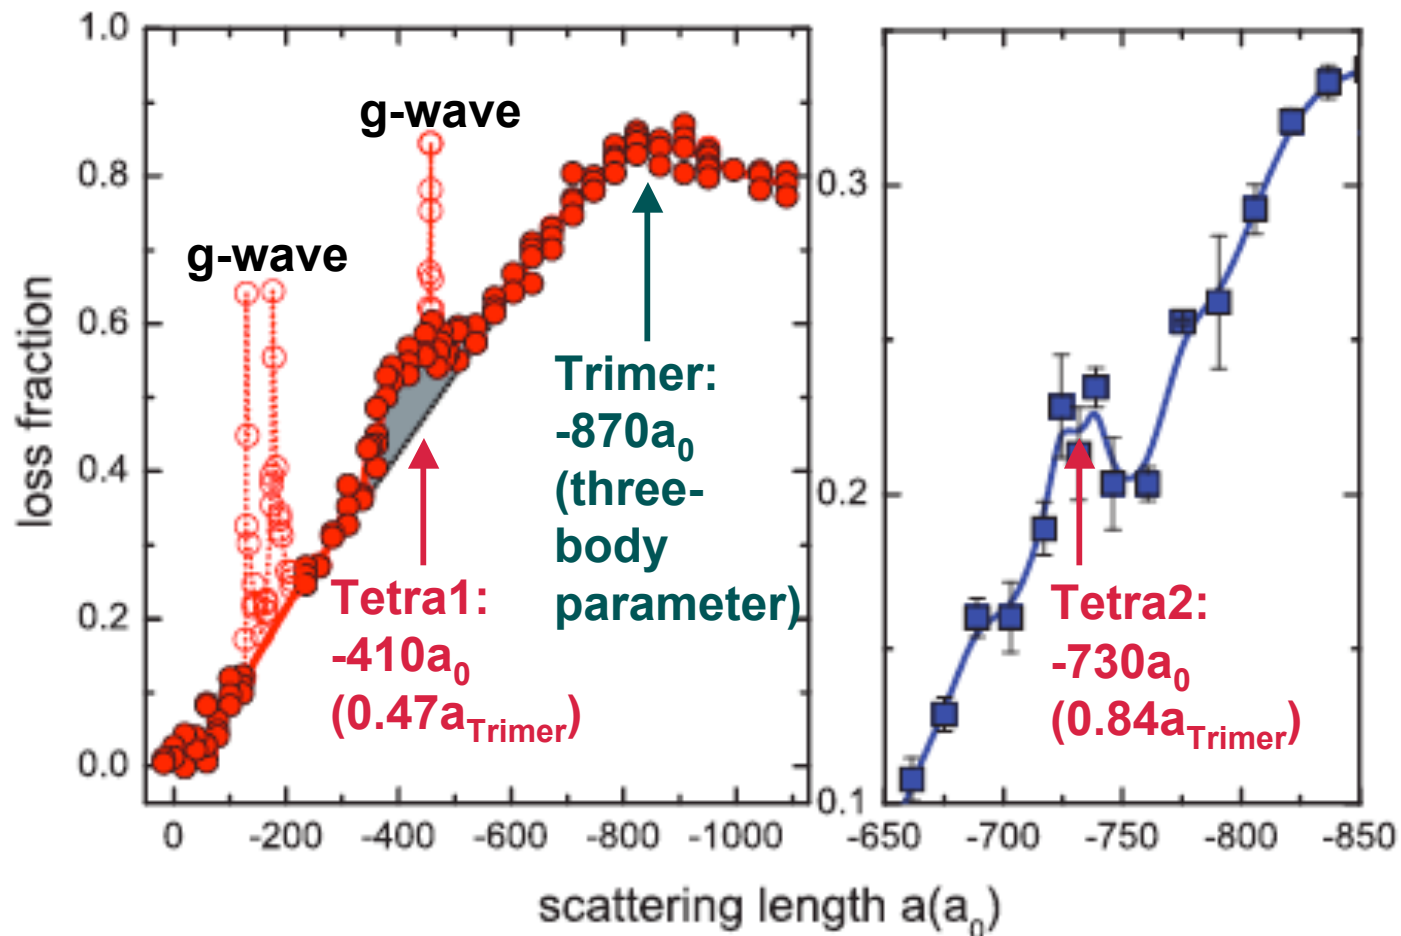 1.0
0.8
0.6
0.4
0.2
0.0
loss fraction
g-wave
g-wave
Trimer:
-870a₀
(three-
body
parameter)
Tetra1:
-410a₀
(0.47a_Trimer)
0
-200
-400
-600
-800
-1000
0.3
0.2
0.1
Tetra2:
-730a₀
(0.84a_Trimer)
-650
-700
-750
-800
-850
scattering length a(a₀)